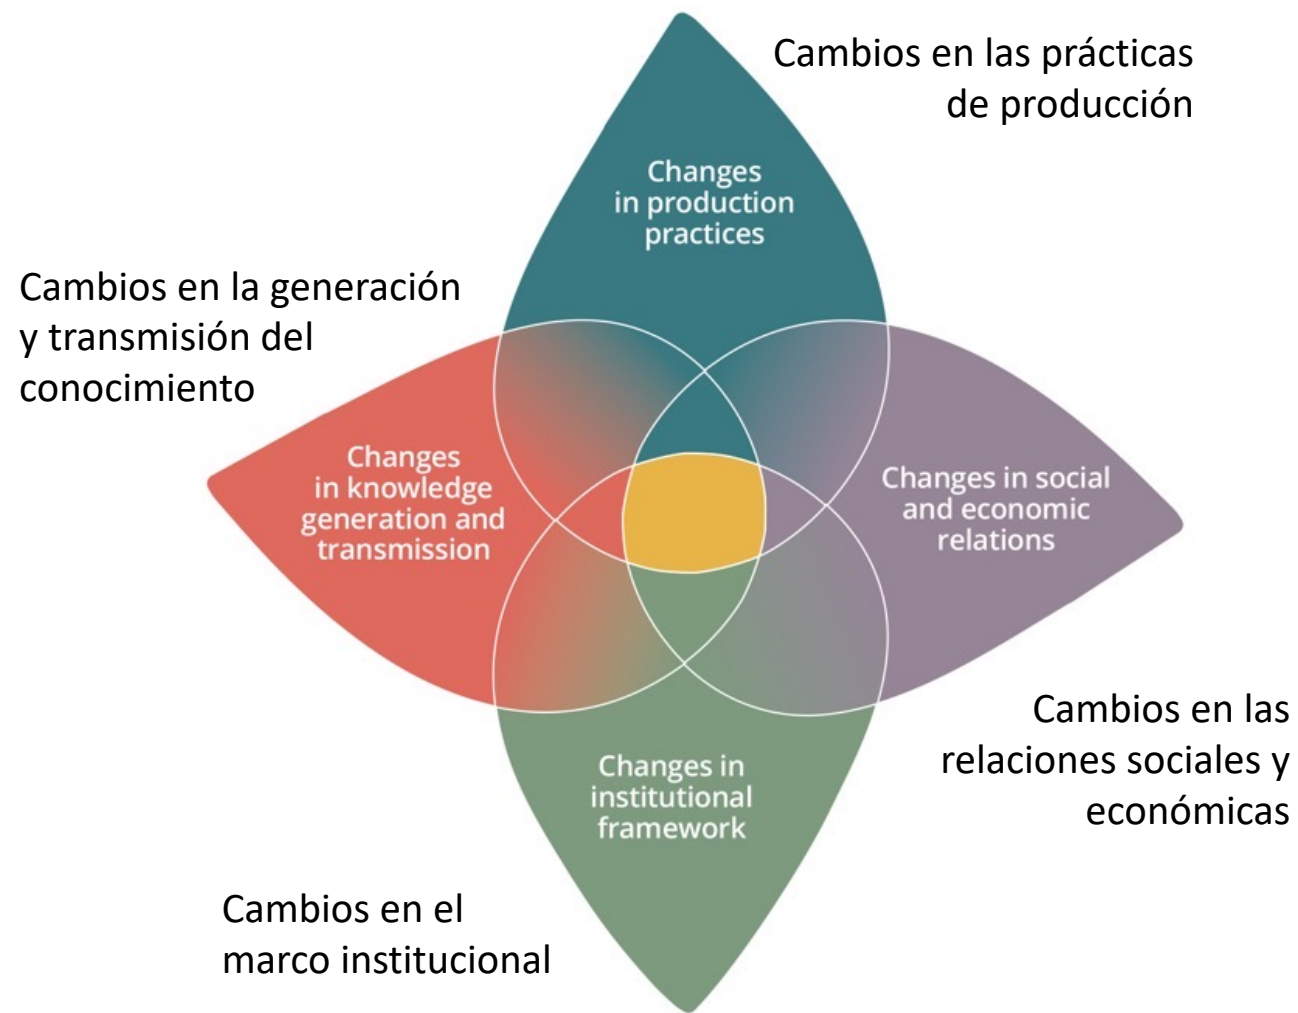 Cambios en las prácticas
de producción
Changes
in production
practices
Cambios en la generación
y transmisión del
conocimiento
Changes
in knowledge
generation and
transmission
Changes in social
and economic
relations
Cambios en las
relaciones sociales y
económicas
Changes in
institutional
framework
Cambios en el
marco institucional